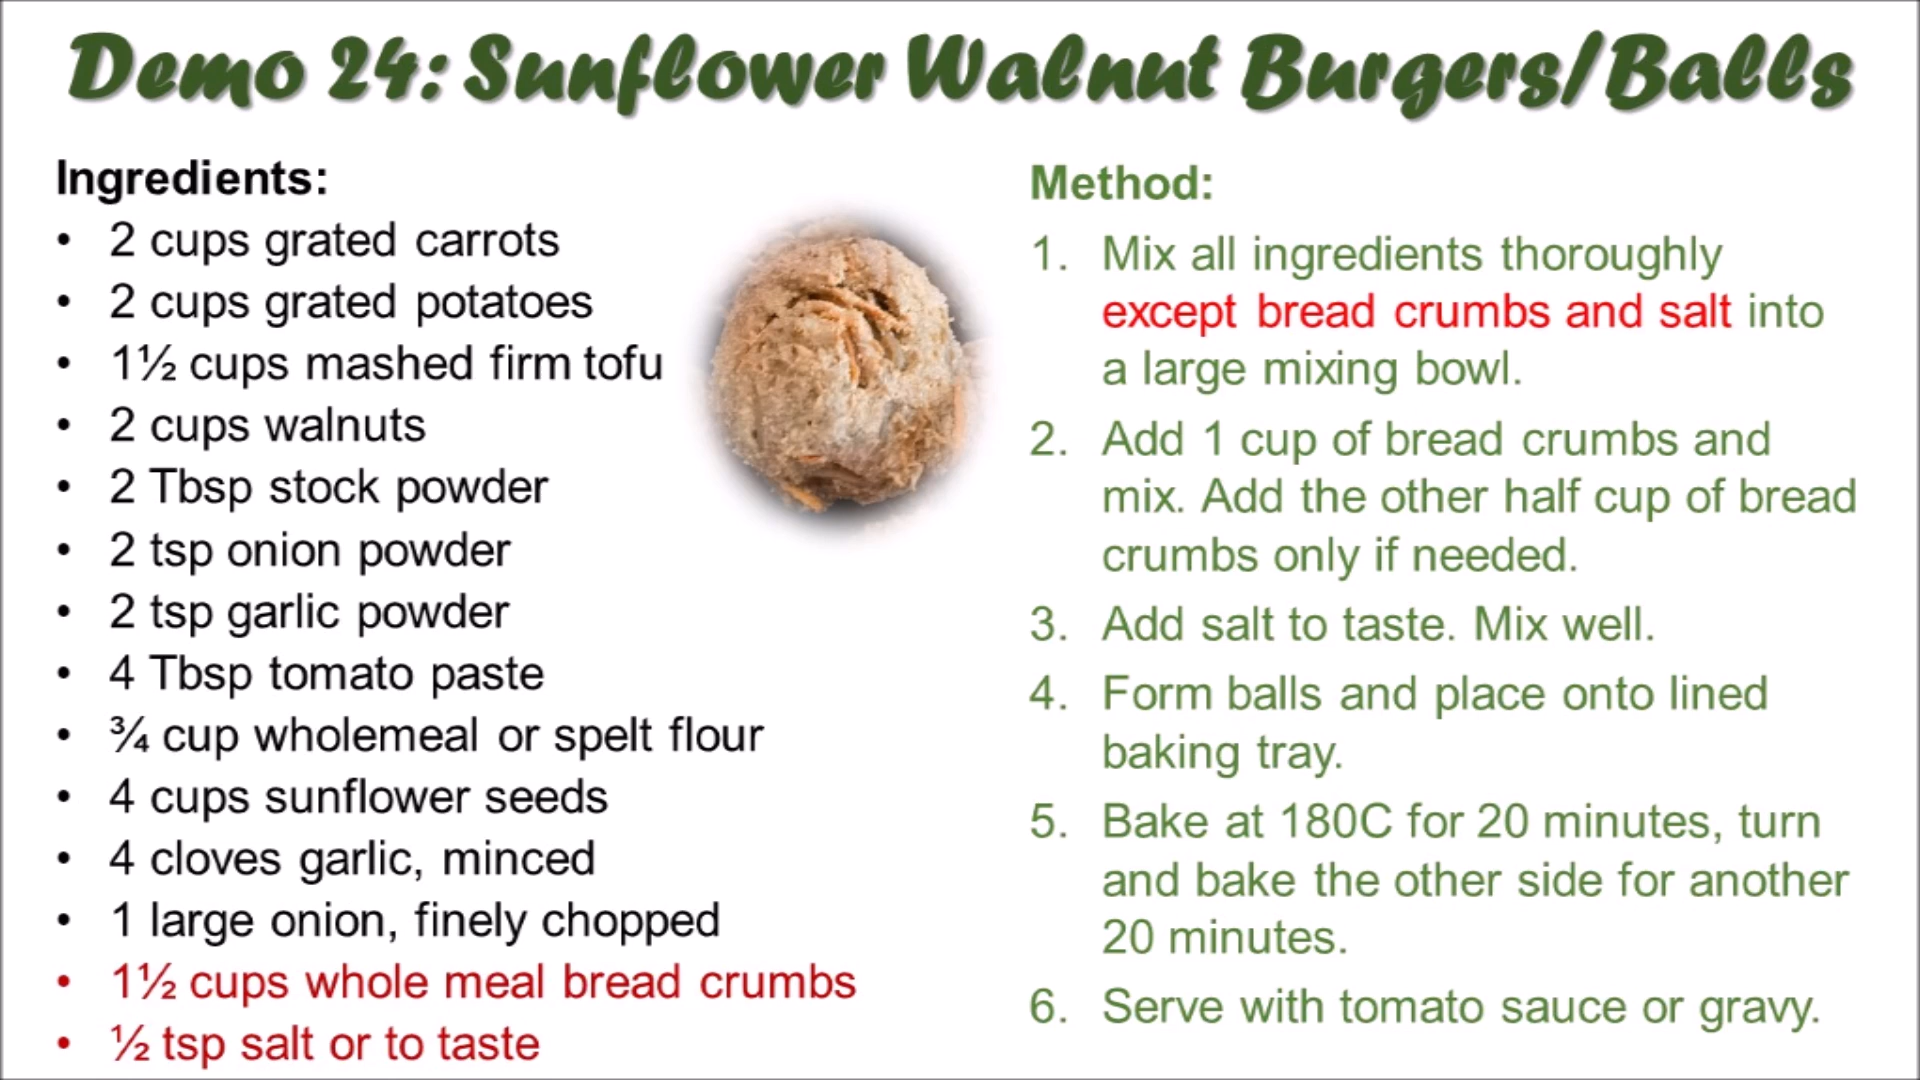 Demo 24: Sunflower Walnut Burgers/Balls
Ingredients:
• 2 cups grated carrots
• 2 cups grated potatoes
• 1½ cups mashed firm tofu
• 2 cups walnuts
• 2 Tbsp stock powder
• 2 tsp onion powder
• 2 tsp garlic powder
• 4 Tbsp tomato paste
• ¾ cup wholemeal or spelt flour
• 4 cups sunflower seeds
• 4 cloves garlic, minced
• 1 large onion, finely chopped
• 1½ cups whole meal bread crumbs
• ½ tsp salt or to taste
Method:
1. Mix all ingredients thoroughly
except bread crumbs and salt into
a large mixing bowl.
2. Add 1 cup of bread crumbs and
mix. Add the other half cup of bread
crumbs only if needed.
3. Add salt to taste. Mix well.
4. Form balls and place onto lined
baking tray.
5. Bake at 180C for 20 minutes, turn
and bake the other side for another
20 minutes.
6. Serve with tomato sauce or gravy.